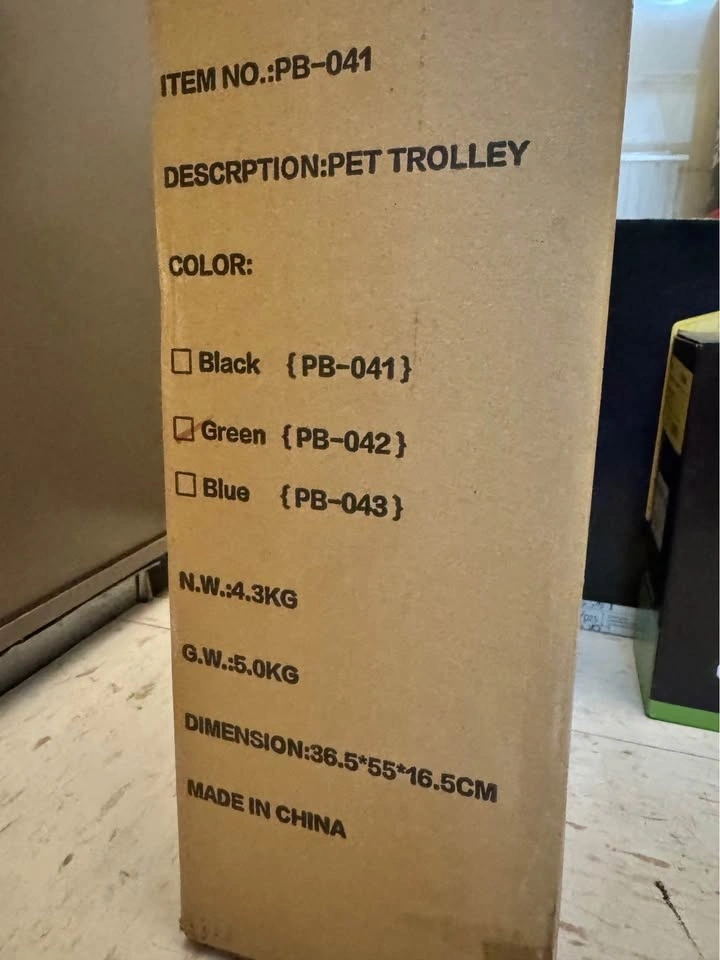 ITEM NO.:PB-041
DESCRPTION:PET TROLLEY
COLOR:
☐ Black {PB-041}
☐ Green {PB-042}
☐ Blue {PB-043}
N.W.:4.3KG
G.W.:5.0KG
DIMENSION:36.5*55*16.5CM
MADE IN CHINA